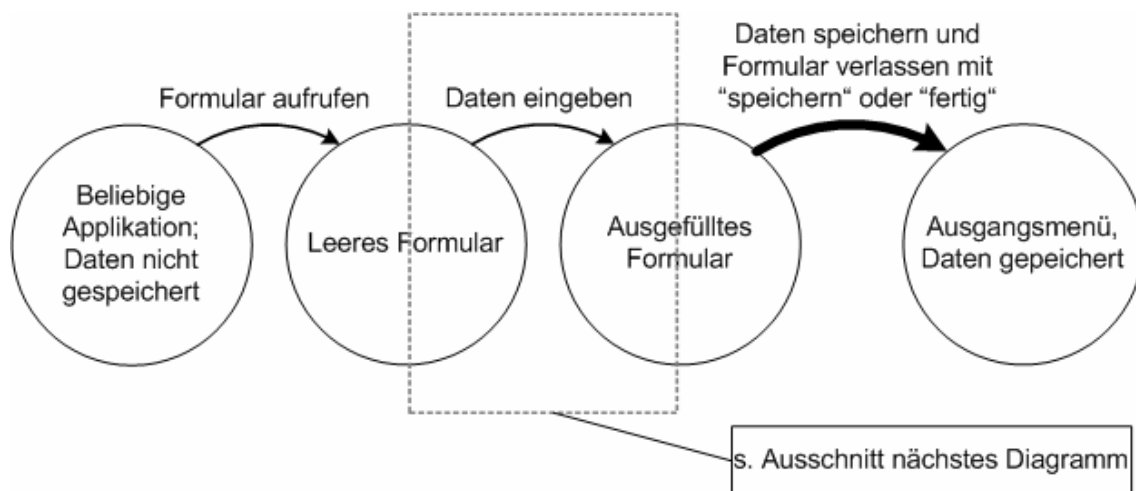 Formular aufrufen
Daten eingeben
Daten speichern und
Formular verlassen mit
“speichern“ oder “fertig“
Beliebige
Applikation;
Daten nicht
gespeichert
Leeres Formular
Ausgefülltes
Formular
Ausgangsmenü,
Daten gepeichert
s. Ausschnitt nächstes Diagramm